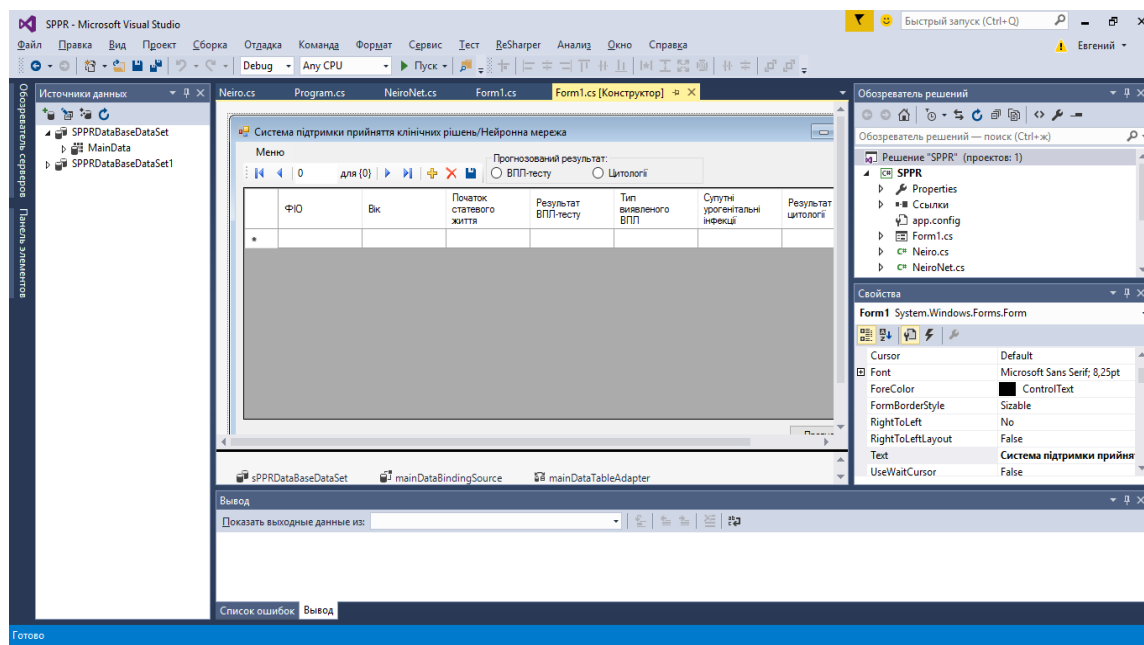 SPPR - Microsoft Visual Studio
Быстрый запуск (Ctrl+Q)
Файл Правка Вид Проект Сборка Отладка Команда Формат Сервис Тест ReSharper Анализ Окно Справка
Евгений
Debug Any CPU Пуск
Обозреватель серверов
Панель элементов
Источники данных
SPPRDataBaseDataSet
MainData
SPPRDataBaseDataSet1
Neiro.cs Program.cs NeiroNet.cs Form1.cs Form1.cs [Конструктор]
Система підтримки прийняття клінічних рішень/Нейронна мережа
Меню
0 для {0}
Прогнозований результат:
ВПЛ-тесту Цитології
ФІО
Вік
Початок статевого життя
Результат ВПЛ-тесту
Тип виявленого ВПЛ
Супутні урогенітальні інфекції
Результат цитології
sPPRDataBaseDataSet mainDataBindingSource mainDataTableAdapter
Вывод
Показать выходные данные из:
Список ошибок Вывод
Обозреватель решений
Обозреватель решений — поиск (Ctrl+ж)
Решение "SPPR" (проектов: 1)
SPPR
Properties
Ссылки
app.config
Form1.cs
Neiro.cs
NeiroNet.cs
Свойства
Form1 System.Windows.Forms.Form
Cursor Default
Font Microsoft Sans Serif; 8,25pt
ForeColor ControlText
FormBorderStyle Sizable
RightToLeft No
RightToLeftLayout False
Text Система підтримки прийня
UseWaitCursor False
Готово